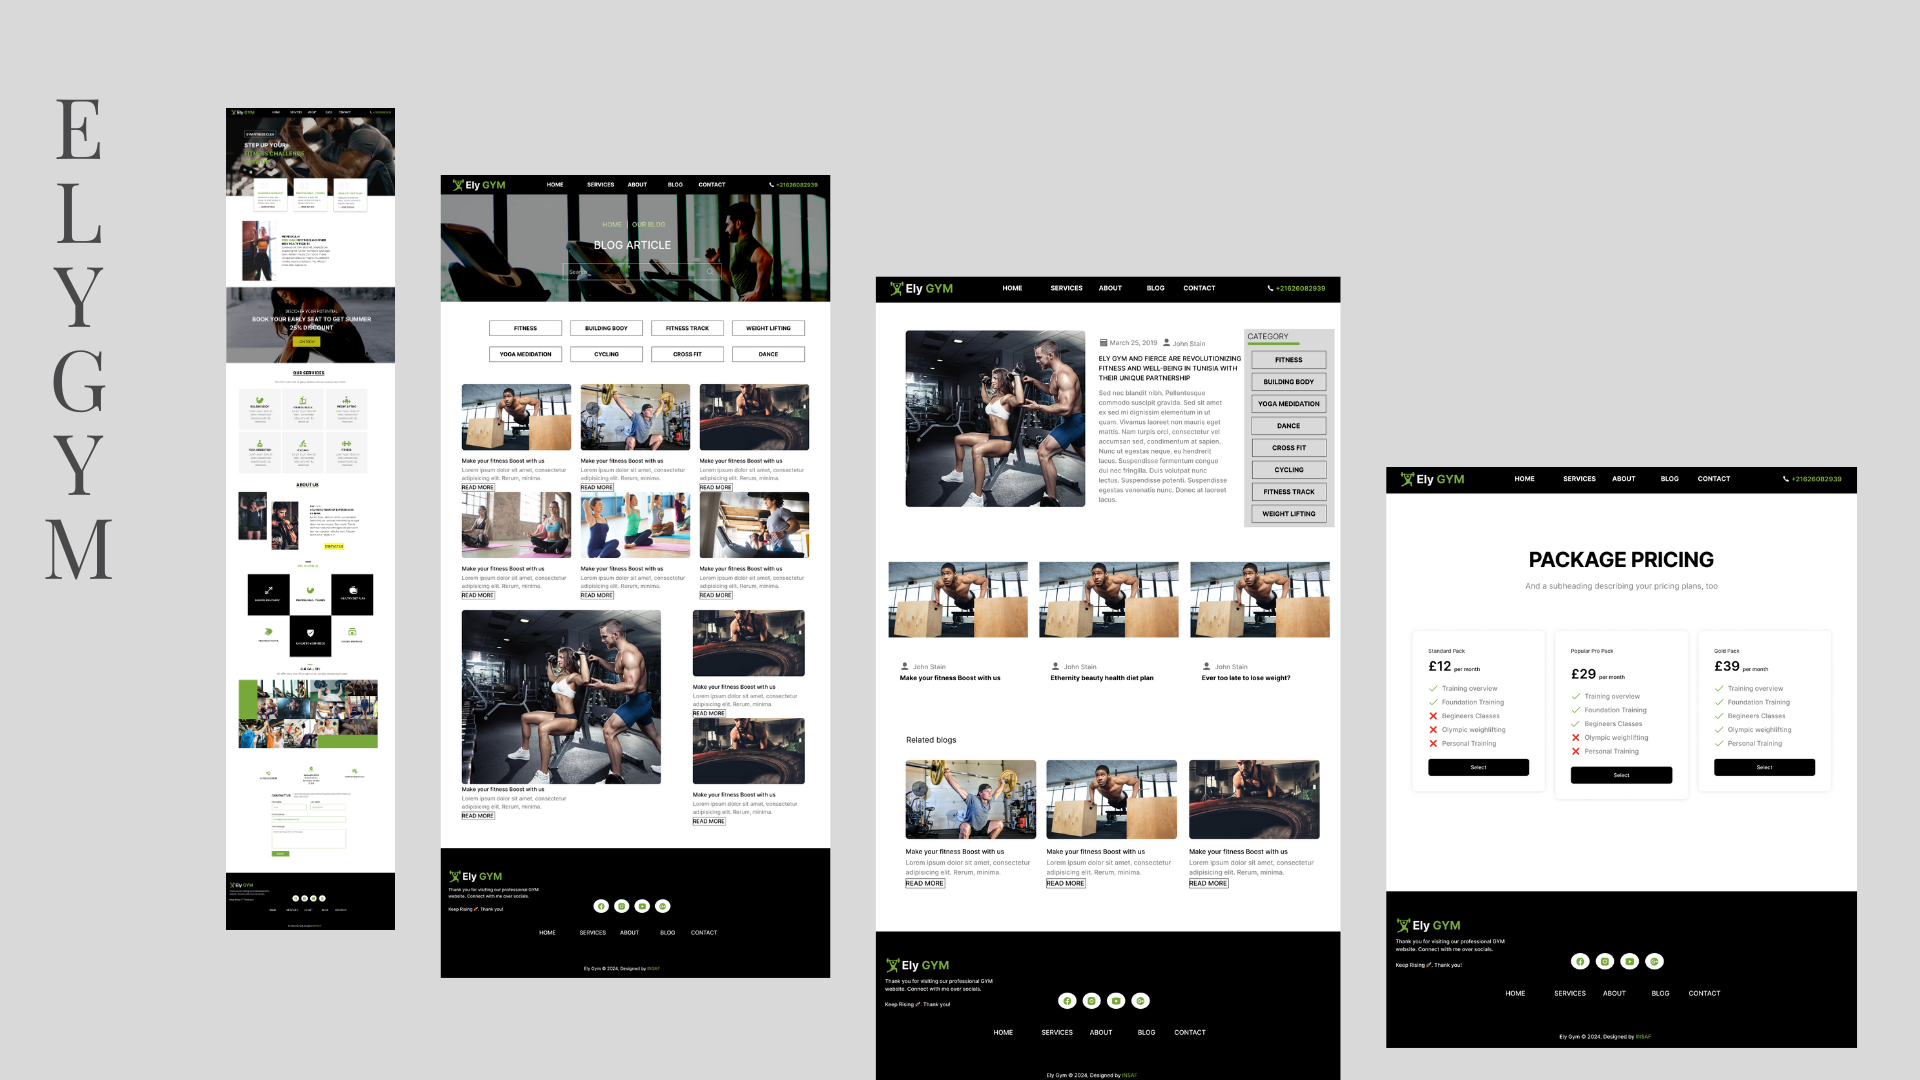 E
L
Y
G
Y
M
Ely GYM
HOME SERVICES ABOUT BLOG CONTACT
STEP UP YOUR
FITNESS CHALLENGE
DISCOVER YOUR POTENTIAL
BOOK YOUR EARLY SEAT TO GET SUMMER
25% DISCOUNT
OUR SERVICES
ABOUT US
CONTACT US
Ely GYM
Ely GYM
HOME SERVICES ABOUT BLOG CONTACT
+21626082939
HOME | OUR BLOG
BLOG ARTICLE
Search...
FITNESS BUILDING BODY FITNESS TRACK WEIGHT LIFTING
YOGA MEDIDATION CYCLING CROSS FIT DANCE
Make your fitness Boost with us
Lorem ipsum dolor sit amet, consectetur
adipisicing elit. Rerum, minima.
READ MORE
Make your fitness Boost with us
Lorem ipsum dolor sit amet, consectetur
adipisicing elit. Rerum, minima.
READ MORE
Make your fitness Boost with us
Lorem ipsum dolor sit amet, consectetur
adipisicing elit. Rerum, minima.
READ MORE
Make your fitness Boost with us
Lorem ipsum dolor sit amet, consectetur
adipisicing elit. Rerum, minima.
READ MORE
Make your fitness Boost with us
Lorem ipsum dolor sit amet, consectetur
adipisicing elit. Rerum, minima.
READ MORE
Make your fitness Boost with us
Lorem ipsum dolor sit amet, consectetur
adipisicing elit. Rerum, minima.
READ MORE
Make your fitness Boost with us
Lorem ipsum dolor sit amet, consectetur
adipisicing elit. Rerum, minima.
READ MORE
Make your fitness Boost with us
Lorem ipsum dolor sit amet, consectetur
adipisicing elit. Rerum, minima.
READ MORE
Make your fitness Boost with us
Lorem ipsum dolor sit amet, consectetur
adipisicing elit. Rerum, minima.
READ MORE
Ely GYM
Thank you for visiting our professional GYM
website. Connect with me over socials.
Keep Rising 🚀. Thank you!
HOME SERVICES ABOUT BLOG CONTACT
Ely Gym © 2024, Designed by INSAF
Ely GYM
HOME SERVICES ABOUT BLOG CONTACT
+21626082939
March 25, 2019 John Stain
ELY GYM AND FIERCE ARE REVOLUTIONIZING
FITNESS AND WELL-BEING IN TUNISIA WITH
THEIR UNIQUE PARTNERSHIP
Sed nec blandit nibh. Pellentesque
commodo suscipit gravida. Sed sit amet
ex sed mi dignissim elementum in ut
quam. Vivamus laoreet non mauris eget
mattis. Nam turpis orci, consectetur vel
accumsan sed, condimentum at sapien.
Nunc ut egestas neque, eu hendrerit
lacus. Suspendisse fermentum congue
dui nec fringilla. Duis volutpat nunc
lectus. Suspendisse potenti. Suspendisse
egestas venenatis nunc. Donec at laoreet
lacus.
CATEGORY
FITNESS
BUILDING BODY
YOGA MEDIDATION
DANCE
CROSS FIT
CYCLING
FITNESS TRACK
WEIGHT LIFTING
John Stain
Make your fitness Boost with us
John Stain
Ethernity beauty health diet plan
John Stain
Ever too late to lose weight?
Related blogs
Make your fitness Boost with us
Lorem ipsum dolor sit amet, consectetur
adipisicing elit. Rerum, minima.
READ MORE
Make your fitness Boost with us
Lorem ipsum dolor sit amet, consectetur
adipisicing elit. Rerum, minima.
READ MORE
Make your fitness Boost with us
Lorem ipsum dolor sit amet, consectetur
adipisicing elit. Rerum, minima.
READ MORE
Ely GYM
Thank you for visiting our professional GYM
website. Connect with me over socials.
Keep Rising 🚀. Thank you!
HOME SERVICES ABOUT BLOG CONTACT
Ely Gym © 2024, Designed by INSAF
Ely GYM
HOME SERVICES ABOUT BLOG CONTACT
+21626082939
PACKAGE PRICING
And a subheading describing your pricing plans, too
Standard Pack
£12 per month
Training overview
Foundation Training
Begineers Classes
Olympic weighlifting
Personal Training
Select
Popular Pro Pack
£29 per month
Training overview
Foundation Training
Begineers Classes
Olympic weighlifting
Personal Training
Select
Gold Pack
£39 per month
Training overview
Foundation Training
Begineers Classes
Olympic weighlifting
Personal Training
Select
Ely GYM
Thank you for visiting our professional GYM
website. Connect with me over socials.
Keep Rising 🚀. Thank you!
HOME SERVICES ABOUT BLOG CONTACT
Ely Gym © 2024, Designed by INSAF